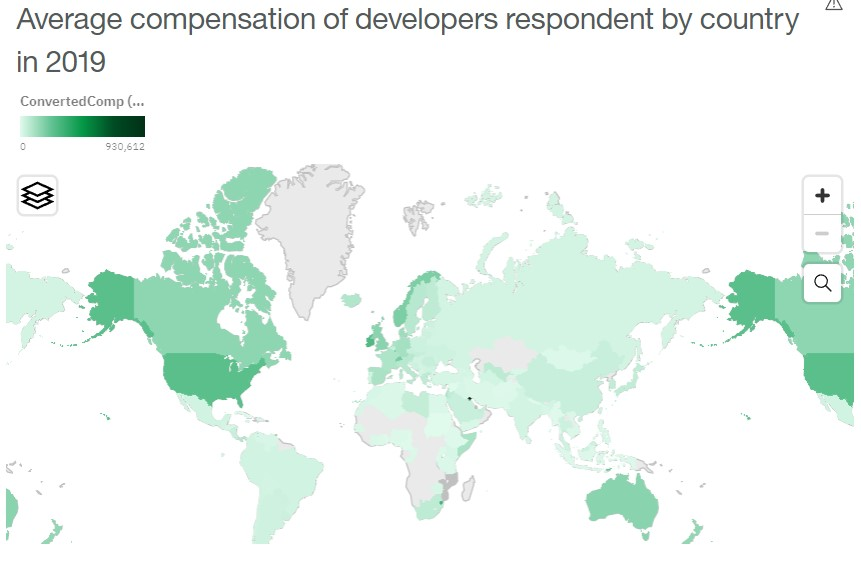 Average compensation of developers respondent by country
in 2019
ConvertedComp (...
0 930,612